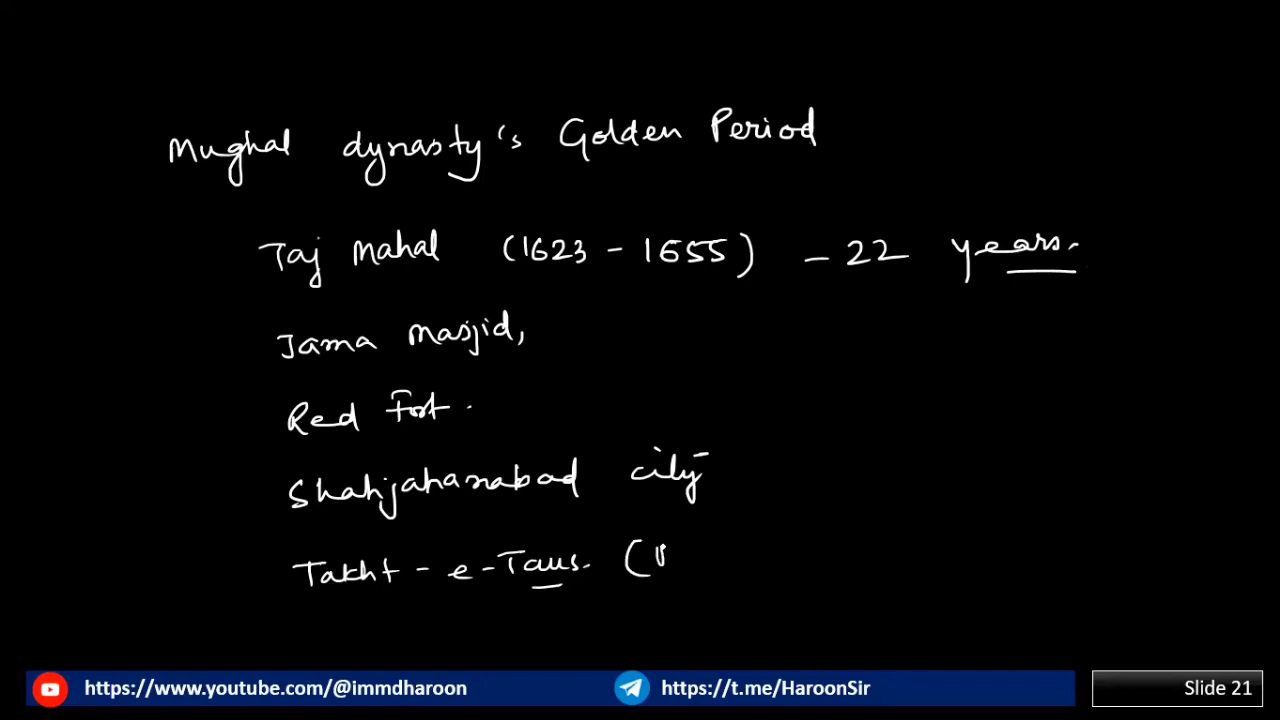 Mughal dynasty's Golden Period
Taj Mahal (1623 - 1655) - 22 years.
Jama Masjid,
Red Fort.
Shahjahanabad city
Takht - e - Taus. (
https://www.youtube.com/@immdharoon
https://t.me/HaroonSir
Slide 21